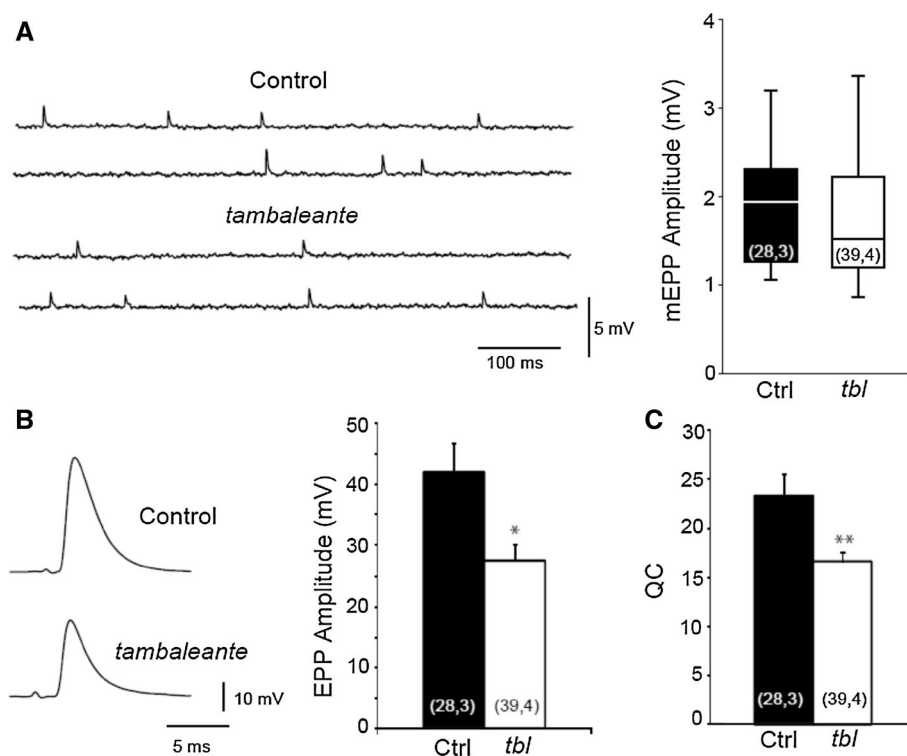 A
Control
tambaleante
5 mV
100 ms
mEPP Amplitude (mV)
4
3
2
1
0
(28,3)
(39,4)
Ctrl
tbl
B
Control
tambaleante
10 mV
5 ms
EPP Amplitude (mV)
50
40
30
20
10
0
*
(28,3)
(39,4)
Ctrl
tbl
C
QC
30
25
20
15
10
5
0
**
(28,3)
(39,4)
Ctrl
tbl